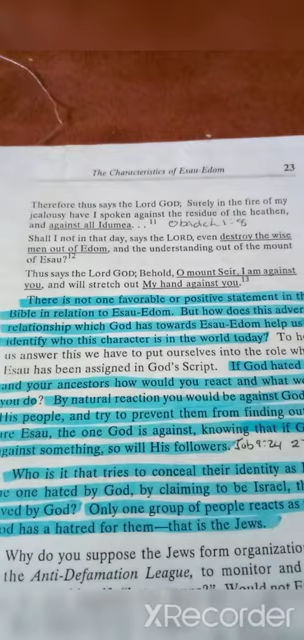 The Characteristics of Esau-Edom 23
Therefore thus says the Lord GOD; Surely in the fire of my
jealousy have I spoken against the residue of the heathen,
and against all Idumea. . . 11 Obadiah 1-8
Shall I not in that day, says the LORD, even destroy the wise
men out of Edom, and the understanding out of the mount
of Esau?12
Thus says the Lord GOD; Behold, O mount Seir, I am against
you, and will stretch out My hand against you.13
There is not one favorable or positive statement in th
Bible in relation to Esau-Edom. But how does this adver
relationship which God has towards Esau-Edom help us
identify who this character is in the world today? To he
us answer this we have to put ourselves into the role wh
Esau has been assigned in God's Script. If God hated
and your ancestors how would you react and what w
you do? By natural reaction you would be against God
His people, and try to prevent them from finding ou
are Esau, the one God is against, knowing that if G
against something, so will His followers. Job 9:24
Who is it that tries to conceal their identity as
e one hated by God, by claiming to be Israel, th
ved by God? Only one group of people reacts as
od has a hatred for them—that is the Jews.
Why do you suppose the Jews form organization
the Anti-Defamation League, to monitor and
XRecorder